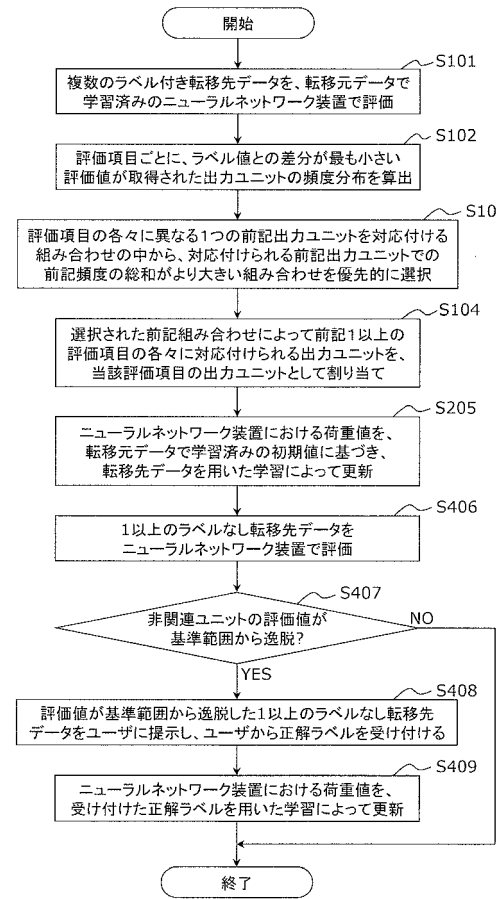 開始
S101
複数のラベル付き転移先データを、転移元データで
学習済みのニューラルネットワーク装置で評価
S102
評価項目ごとに、ラベル値との差分が最も小さい
評価値が取得された出力ユニットの頻度分布を算出
S10
評価項目の各々に異なる1つの前記出力ユニットを対応付ける
組み合わせの中から、対応付けられる前記出力ユニットでの
前記頻度の総和がより大きい組み合わせを優先的に選択
S104
選択された前記組み合わせによって前記1以上の
評価項目の各々に対応付けられる出力ユニットを、
当該評価項目の出力ユニットとして割り当て
S205
ニューラルネットワーク装置における荷重値を、
転移元データで学習済みの初期値に基づき、
転移先データを用いた学習によって更新
S406
1以上のラベルなし転移先データを
ニューラルネットワーク装置で評価
S407
非関連ユニットの評価値が
基準範囲から逸脱?
NO
YES
S408
評価値が基準範囲から逸脱した1以上のラベルなし転移先
データをユーザに提示し、ユーザから正解ラベルを受け付ける
S409
ニューラルネットワーク装置における荷重値を、
受け付けた正解ラベルを用いた学習によって更新
終了